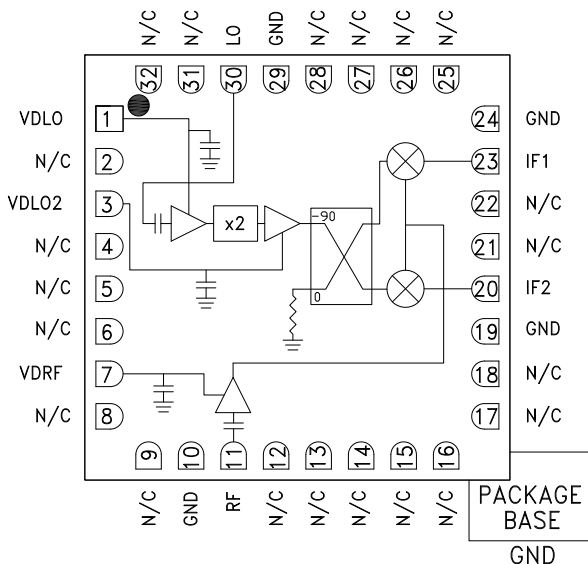 N/C N/C LO GND N/C N/C N/C N/C
32 31 30 29 28 27 26 25
VDLO 1 24 GND
N/C 2 23 IF1
VDLO2 3 22 N/C
x2 -90
N/C 4 21 N/C
N/C 5 20 IF2
0
N/C 6 19 GND
VDRF 7 18 N/C
N/C 8 17 N/C
9 10 11 12 13 14 15 16
N/C GND RF N/C N/C N/C N/C N/C
PACKAGE
BASE
GND